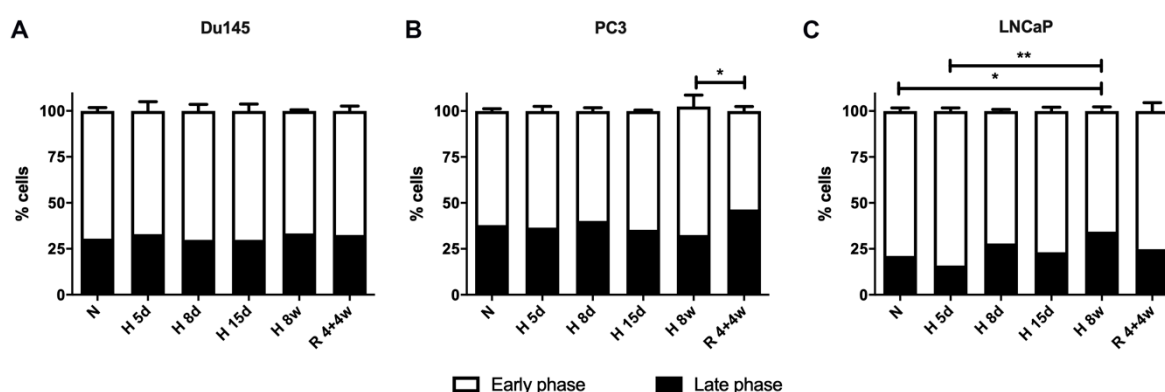 A
Du145
% cells
100
75
50
25
0
N
H 5d
H 8d
H 15d
H 8w
R 4+4w
B
PC3
*
% cells
100
75
50
25
0
N
H 5d
H 8d
H 15d
H 8w
R 4+4w
C
LNCaP
**
*
% cells
100
75
50
25
0
N
H 5d
H 8d
H 15d
H 8w
R 4+4w
Early phase
Late phase